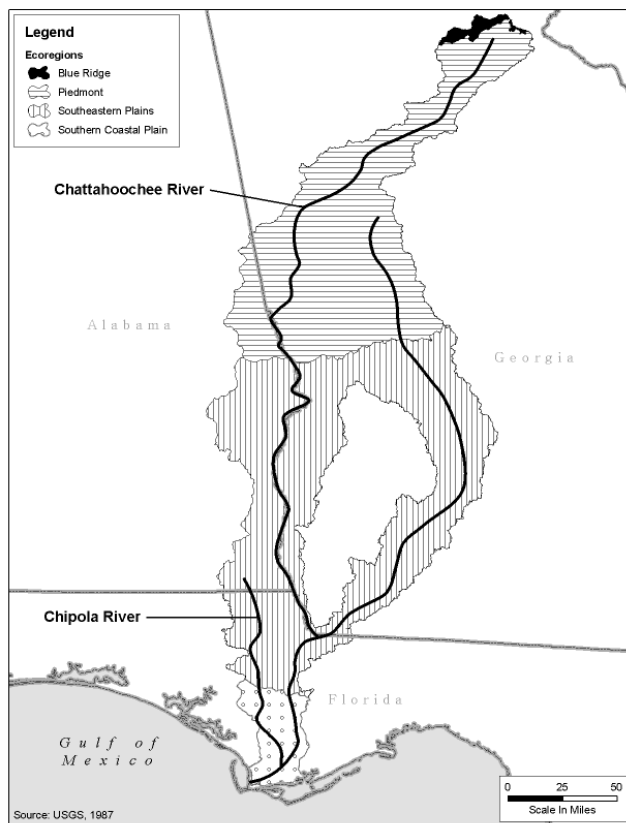 Legend
Ecoregions
Blue Ridge
Piedmont
Southeastern Plains
Southern Coastal Plain
Chattahoochee River
Alabama
Georgia
Chipola River
Florida
Gulf of
Mexico
0 25 50
Scale In Miles
Source: USGS, 1987